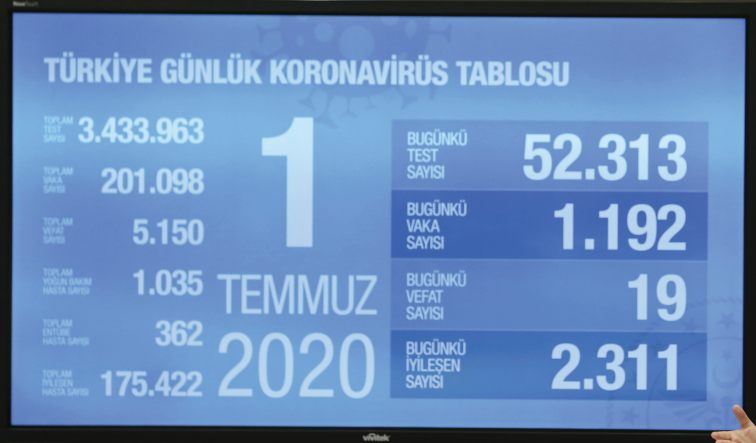 TÜRKİYE GÜNLÜK KORONAVİRÜS TABLOSU
TOPLAM
TEST
SAYISI
3.433.963
TOPLAM
VAKA
SAYISI
201.098
TOPLAM
VEFAT
SAYISI
5.150
TOPLAM
YOĞUN BAKIM
HASTA SAYISI
1.035
TOPLAM
ENTÜBE
HASTA SAYISI
362
TOPLAM
İYİLEŞEN
HASTA SAYISI
175.422
1
TEMMUZ
2020
BUGÜNKÜ
TEST
SAYISI
52.313
BUGÜNKÜ
VAKA
SAYISI
1.192
BUGÜNKÜ
VEFAT
SAYISI
19
BUGÜNKÜ
İYİLEŞEN
SAYISI
2.311
vivitek